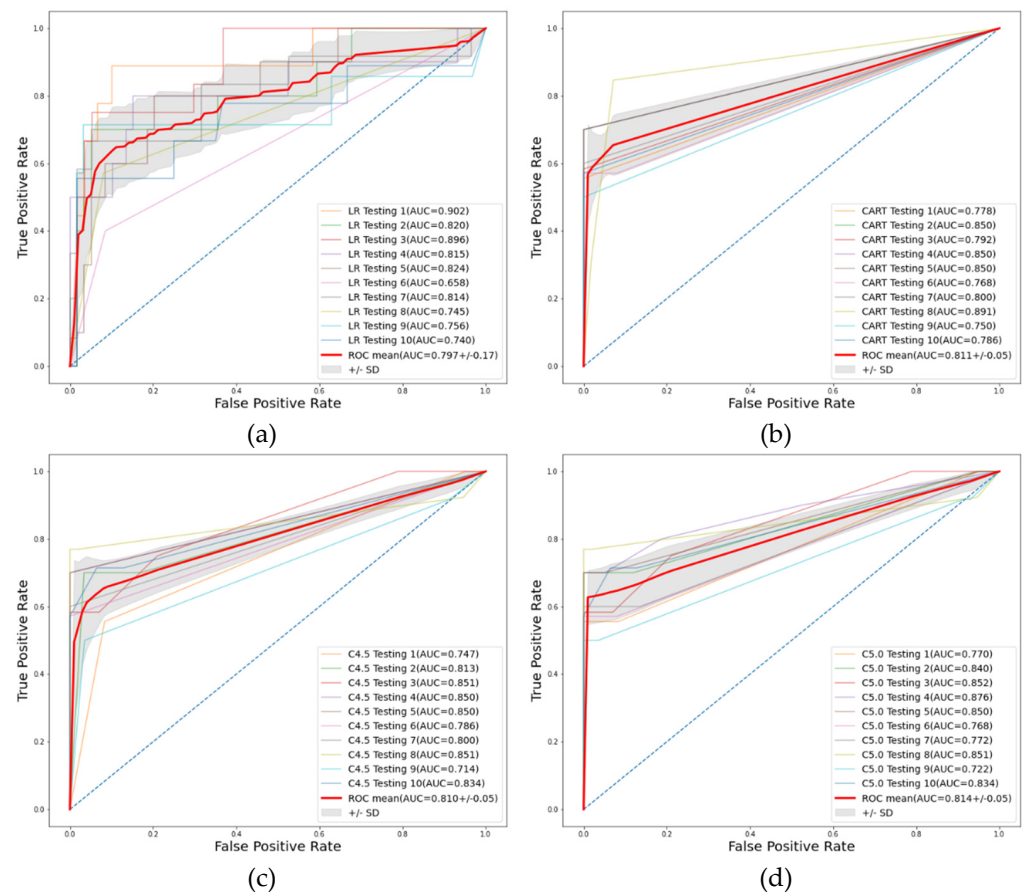 1.0
0.8
0.6
0.4
0.2
0.0
True Positive Rate
LR Testing 1(AUC=0.902)
LR Testing 2(AUC=0.820)
LR Testing 3(AUC=0.896)
LR Testing 4(AUC=0.815)
LR Testing 5(AUC=0.824)
LR Testing 6(AUC=0.658)
LR Testing 7(AUC=0.814)
LR Testing 8(AUC=0.745)
LR Testing 9(AUC=0.756)
LR Testing 10(AUC=0.740)
ROC mean(AUC=0.797+/-0.17)
+/- SD
0.0 0.2 0.4 0.6 0.8 1.0
False Positive Rate
(a)
1.0
0.8
0.6
0.4
0.2
0.0
True Positive Rate
CART Testing 1(AUC=0.778)
CART Testing 2(AUC=0.850)
CART Testing 3(AUC=0.792)
CART Testing 4(AUC=0.850)
CART Testing 5(AUC=0.850)
CART Testing 6(AUC=0.768)
CART Testing 7(AUC=0.800)
CART Testing 8(AUC=0.891)
CART Testing 9(AUC=0.750)
CART Testing 10(AUC=0.786)
ROC mean(AUC=0.811+/-0.05)
+/- SD
0.0 0.2 0.4 0.6 0.8 1.0
False Positive Rate
(b)
1.0
0.8
0.6
0.4
0.2
0.0
True Positive Rate
C4.5 Testing 1(AUC=0.747)
C4.5 Testing 2(AUC=0.813)
C4.5 Testing 3(AUC=0.851)
C4.5 Testing 4(AUC=0.850)
C4.5 Testing 5(AUC=0.850)
C4.5 Testing 6(AUC=0.786)
C4.5 Testing 7(AUC=0.800)
C4.5 Testing 8(AUC=0.851)
C4.5 Testing 9(AUC=0.714)
C4.5 Testing 10(AUC=0.834)
ROC mean(AUC=0.810+/-0.05)
+/- SD
0.0 0.2 0.4 0.6 0.8 1.0
False Positive Rate
(c)
1.0
0.8
0.6
0.4
0.2
0.0
True Positive Rate
C5.0 Testing 1(AUC=0.770)
C5.0 Testing 2(AUC=0.840)
C5.0 Testing 3(AUC=0.852)
C5.0 Testing 4(AUC=0.876)
C5.0 Testing 5(AUC=0.850)
C5.0 Testing 6(AUC=0.768)
C5.0 Testing 7(AUC=0.772)
C5.0 Testing 8(AUC=0.851)
C5.0 Testing 9(AUC=0.722)
C5.0 Testing 10(AUC=0.834)
ROC mean(AUC=0.814+/-0.05)
+/- SD
0.0 0.2 0.4 0.6 0.8 1.0
False Positive Rate
(d)